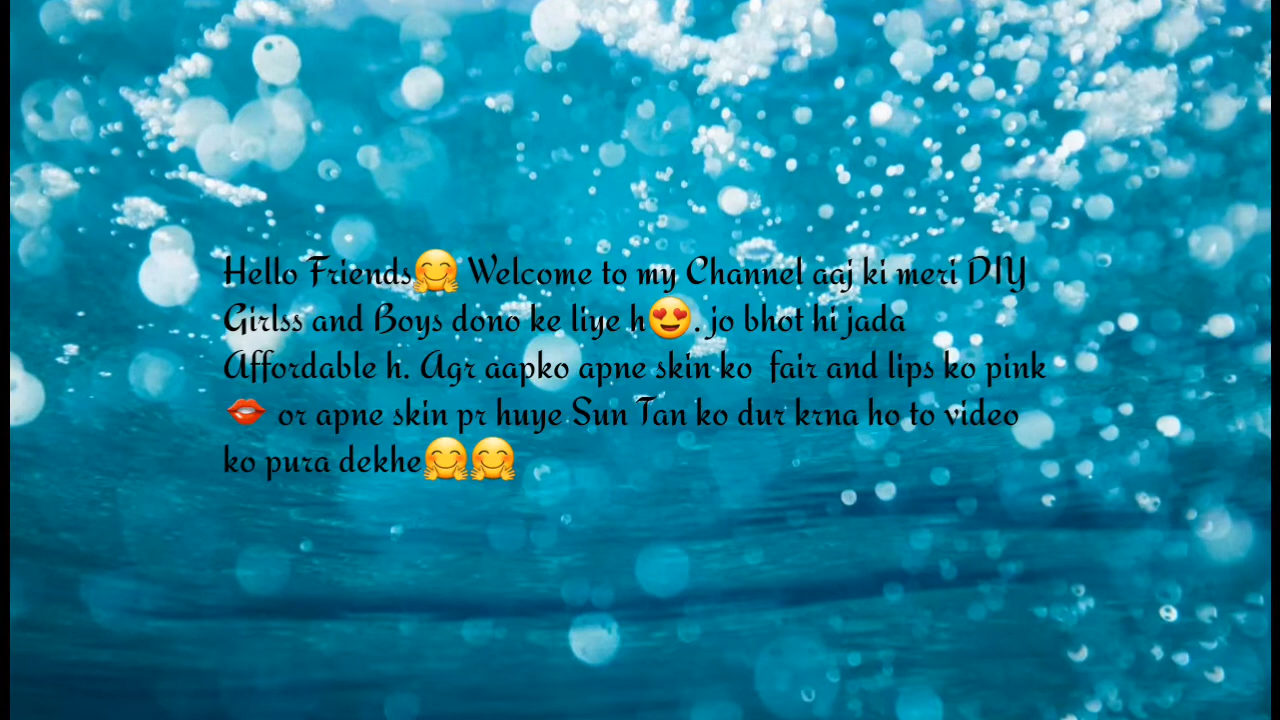 Hello Friends🤗 Welcome to my Channel aaj ki meri DIY
Girlss and Boys dono ke liye h😍. jo bhot hi jada
Affordable h. Agr aapko apne skin ko fair and lips ko pink
👄 or apne skin pr huye Sun Tan ko dur krna ho to video
ko pura dekhe🤗🤗